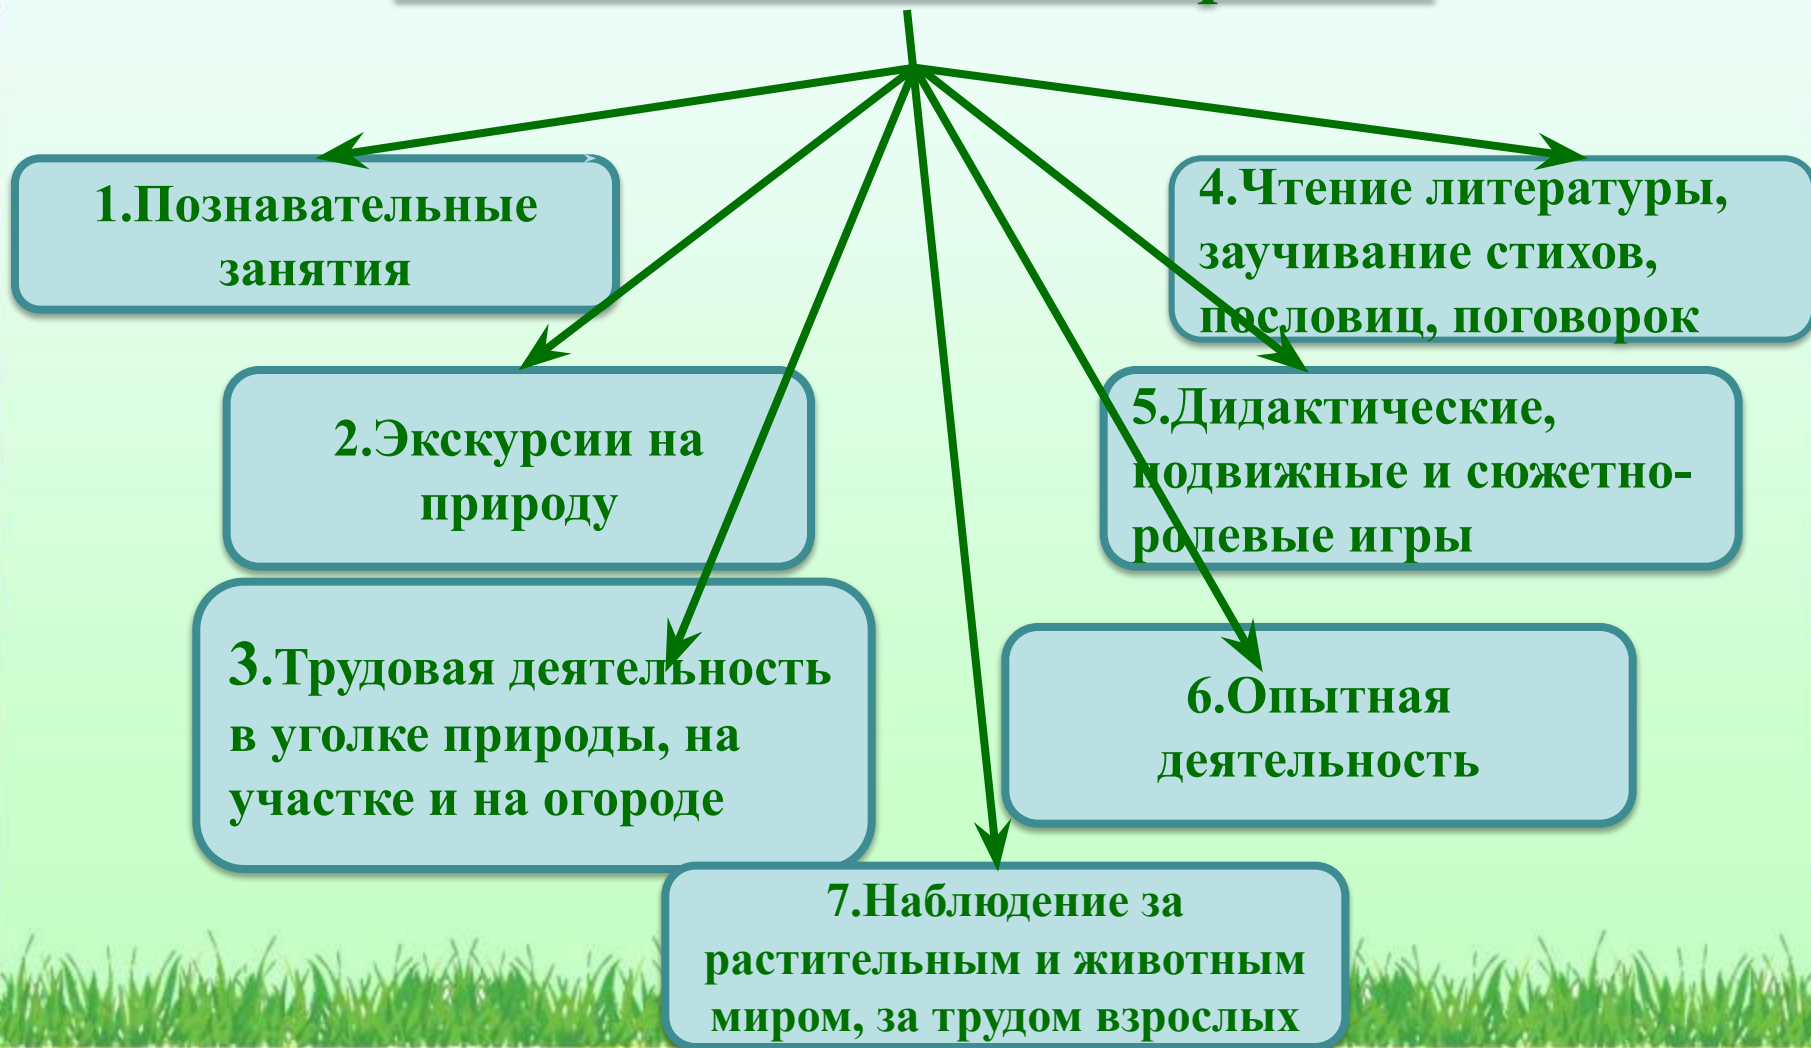 1.Познавательные
занятия
2.Экскурсии на
природу
3.Трудовая деятельность
в уголке природы, на
участке и на огороде
4.Чтение литературы,
заучивание стихов,
пословиц, поговорок
5.Дидактические,
подвижные и сюжетно-
ролевые игры
6.Опытная
деятельность
7.Наблюдение за
растительным и животным
миром, за трудом взрослых